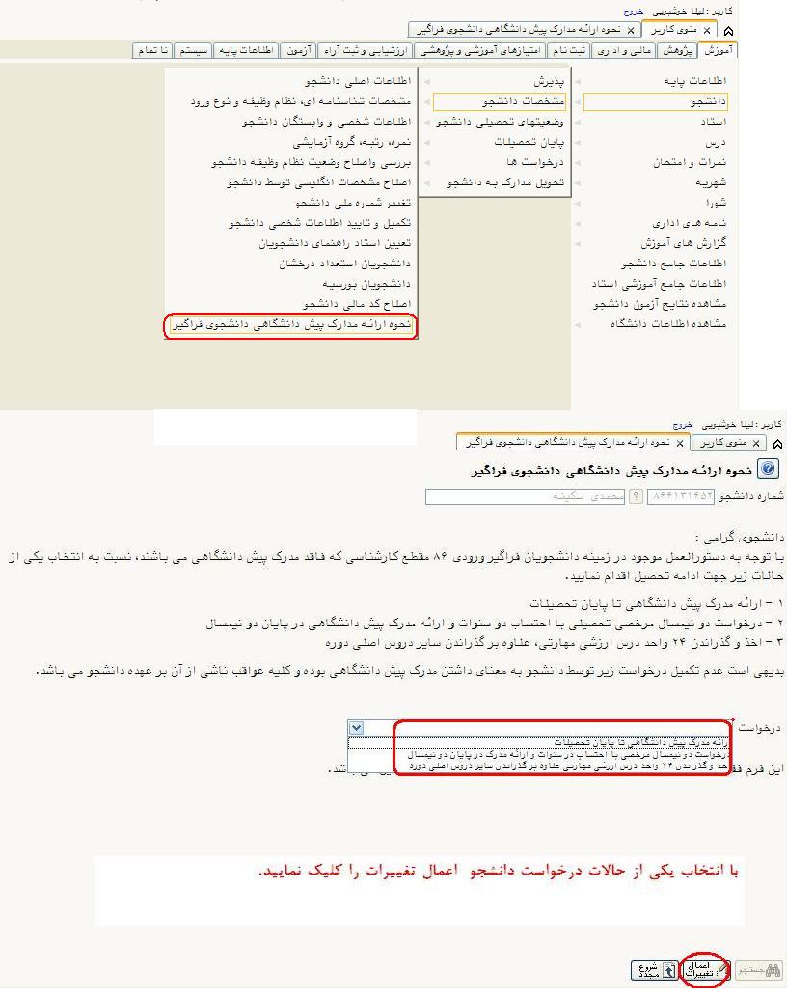 کاربر : لیلا خوشبویی خروج
منوی کاربر × نحوه ارائه مدارک پیش دانشگاهی دانشجوی فراگیر ×
آموزش پژوهش مالی و اداری ثبت نام امتیازهای آموزشی و پژوهشی ارزشیابی و ثبت آراء آزمون اطلاعات پایه سیستم نا تمام
اطلاعات پایه
دانشجو
استاد
درس
نمرات و امتحان
شهریه
شورا
نامه های اداری
گزارش های آموزش
اطلاعات جامع دانشجو
اطلاعات جامع آموزشی استاد
مشاهده نتایج آزمون دانشجو
مشاهده اطلاعات دانشگاه
پذیرش
مشخصات دانشجو
وضعیتهای تحصیلی دانشجو
پایان تحصیلات
درخواست ها
تحویل مدارک به دانشجو
اطلاعات اصلی دانشجو
مشخصات شناسنامه ای، نظام وظیفه و نوع ورود
اطلاعات شخصی و وابستگان دانشجو
نمره، رتبه، گروه آزمایشی
بررسی واصلاح وضعیت نظام وظیفه دانشجو
اصلاح مشخصات انگلیسی توسط دانشجو
تغییر شماره ملی دانشجو
تکمیل و تایید اطلاعات شخصی دانشجو
تعیین استاد راهنمای دانشجویان
دانشجویان استعداد درخشان
دانشجویان بورسیه
اصلاح کد مالی دانشجو
نحوه ارائه مدارک پیش دانشگاهی دانشجوی فراگیر
کاربر : لیلا خوشبویی خروج
منوی کاربر × نحوه ارائه مدارک پیش دانشگاهی دانشجوی فراگیر ×
نحوه ارائه مدارک پیش دانشگاهی دانشجوی فراگیر
شماره دانشجو ۸۶۴۱۳۱۴۵۲ ؟ محمدی سکینه
دانشجوی گرامی :
با توجه به دستورالعمل موجود در زمینه دانشجویان فراگیر ورودی ۸۶ مقطع کارشناسی که فاقد مدرک پیش دانشگاهی می باشند، نسبت به انتخاب یکی از
حالات زیر جهت ادامه تحصیل اقدام نمایید.
۱ - ارائه مدرک پیش دانشگاهی تا پایان تحصیلات
۲ - درخواست دو نیمسال مرخصی تحصیلی با احتساب دو سنوات و ارائه مدرک پیش دانشگاهی در پایان دو نیمسال
۳ - اخذ و گذراندن ۲۴ واحد درس ارزشی مهارتی، علاوه بر گذراندن سایر دروس اصلی دوره
بدیهی است عدم تکمیل درخواست زیر توسط دانشجو به معنای داشتن مدرک پیش دانشگاهی بوده و کلیه عواقب ناشی از آن بر عهده دانشجو می باشد.
درخواست
ارائه مدرک پیش دانشگاهی تا پایان تحصیلات
درخواست دو نیمسال مرخصی با احتساب در سنوات و ارائه مدرک در پایان دو نیمسال
اخذ و گذراندن ۲۴ واحد درس ارزشی مهارتی علاوه بر گذراندن سایر دروس اصلی دوره
این فرم
با انتخاب یکی از حالات درخواست دانشجو اعمال تغییرات را کلیک نمایید.
جستجو اعمال تغییرات شروع مجدد